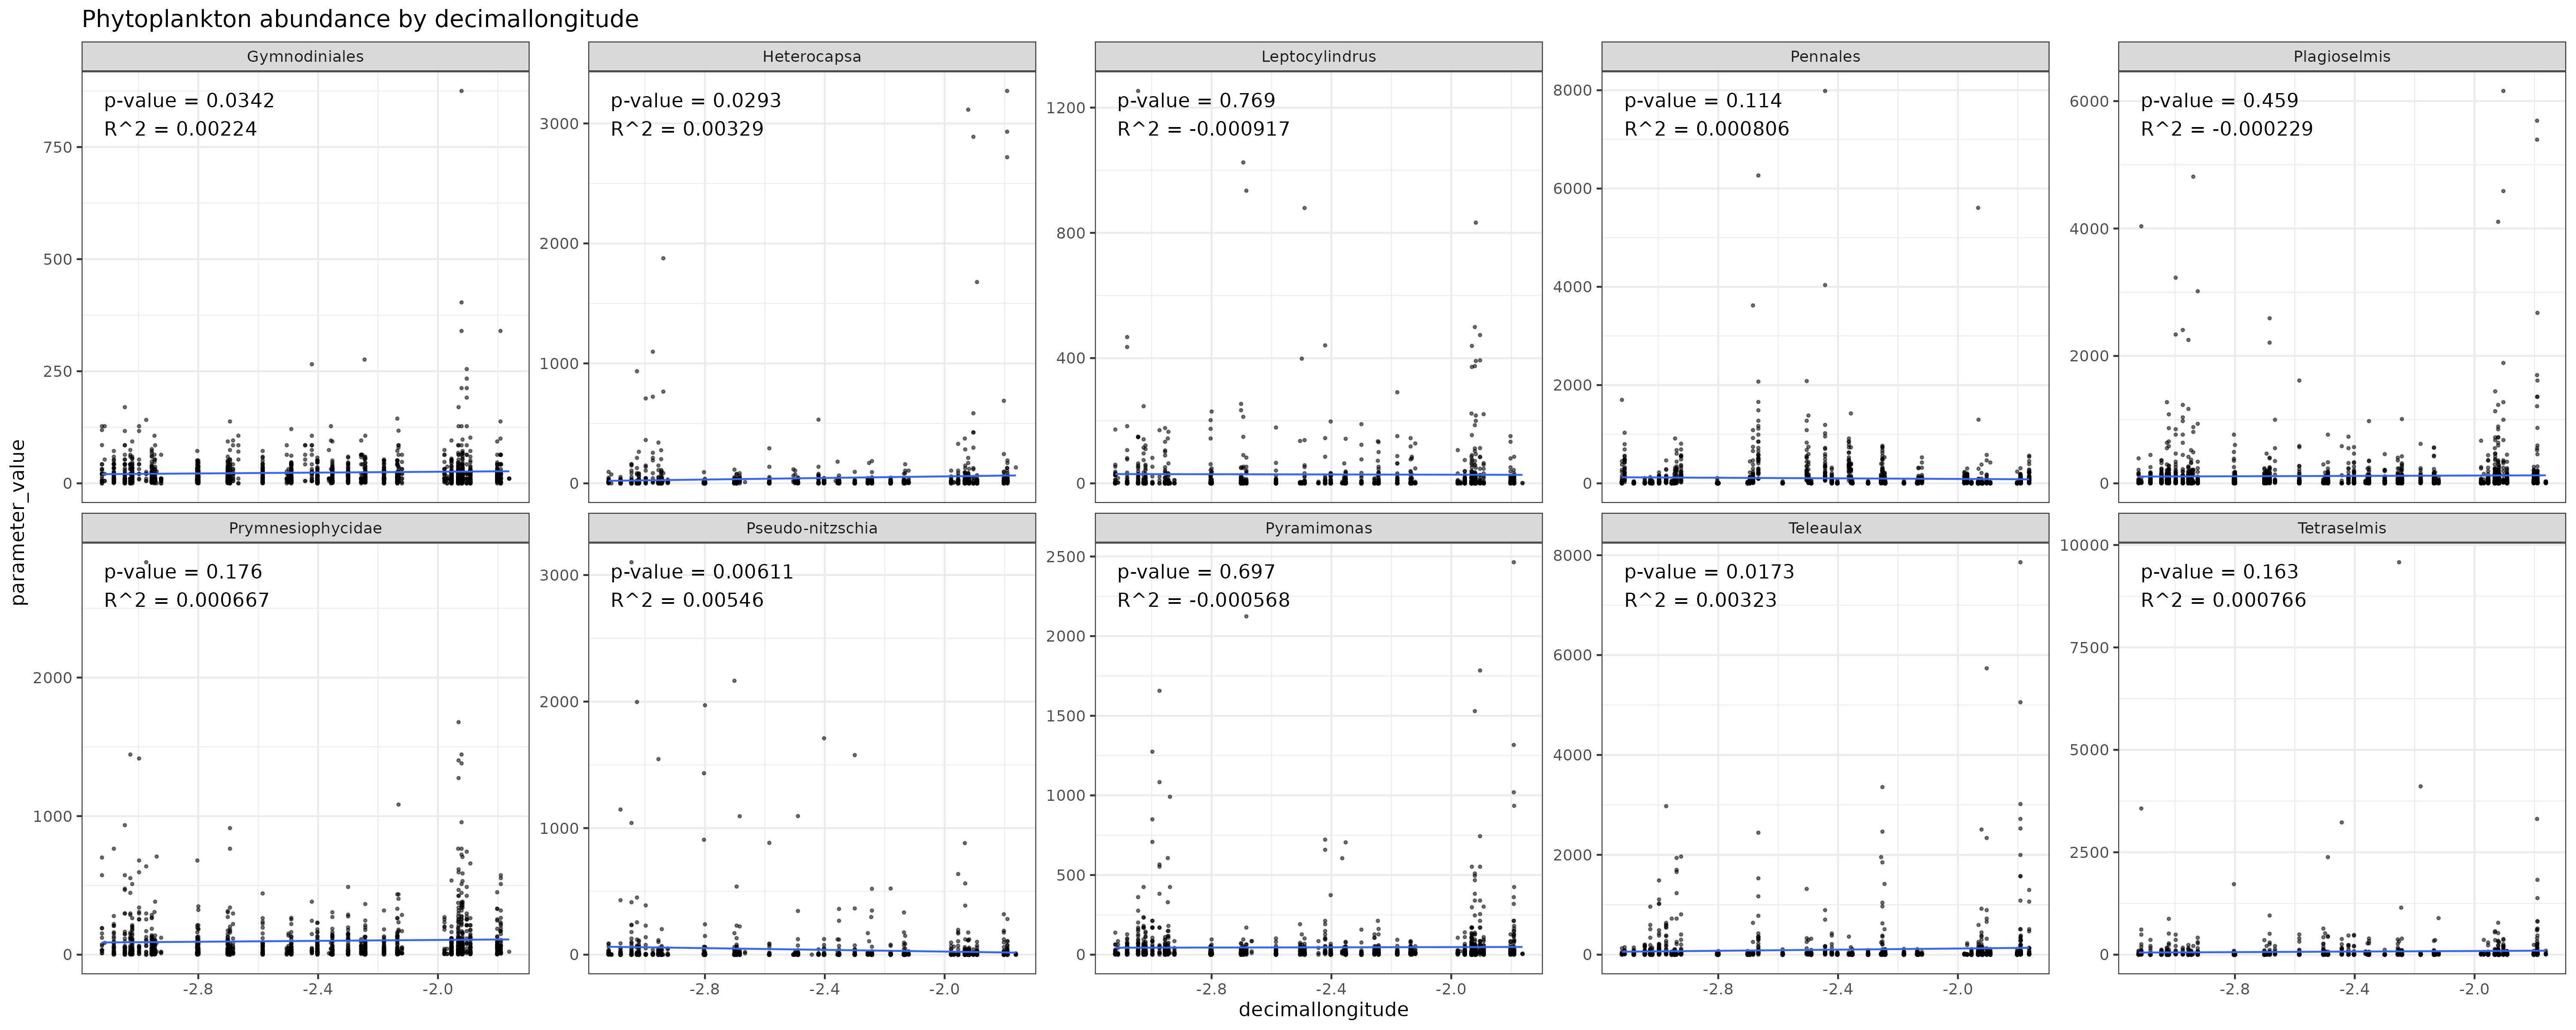 Phytoplankton abundance by decimallongitude
Gymnodiniales
Heterocapsa
Leptocylindrus
Pennales
Plagioselmis
p-value = 0.0342
R^2 = 0.00224
p-value = 0.0293
R^2 = 0.00329
p-value = 0.769
R^2 = -0.000917
p-value = 0.114
R^2 = 0.000806
p-value = 0.459
R^2 = -0.000229
750
500
250
0
3000
2000
1000
0
1200
800
400
0
8000
6000
4000
2000
0
6000
4000
2000
0
parameter_value
Prymnesiophycidae
Pseudo-nitzschia
Pyramimonas
Teleaulax
Tetraselmis
p-value = 0.176
R^2 = 0.000667
p-value = 0.00611
R^2 = 0.00546
p-value = 0.697
R^2 = -0.000568
p-value = 0.0173
R^2 = 0.00323
p-value = 0.163
R^2 = 0.000766
2000
1000
0
3000
2000
1000
0
2500
2000
1500
1000
500
0
8000
6000
4000
2000
0
10000
7500
5000
2500
0
-2.8 -2.4 -2.0
-2.8 -2.4 -2.0
-2.8 -2.4 -2.0
-2.8 -2.4 -2.0
-2.8 -2.4 -2.0
decimallongitude